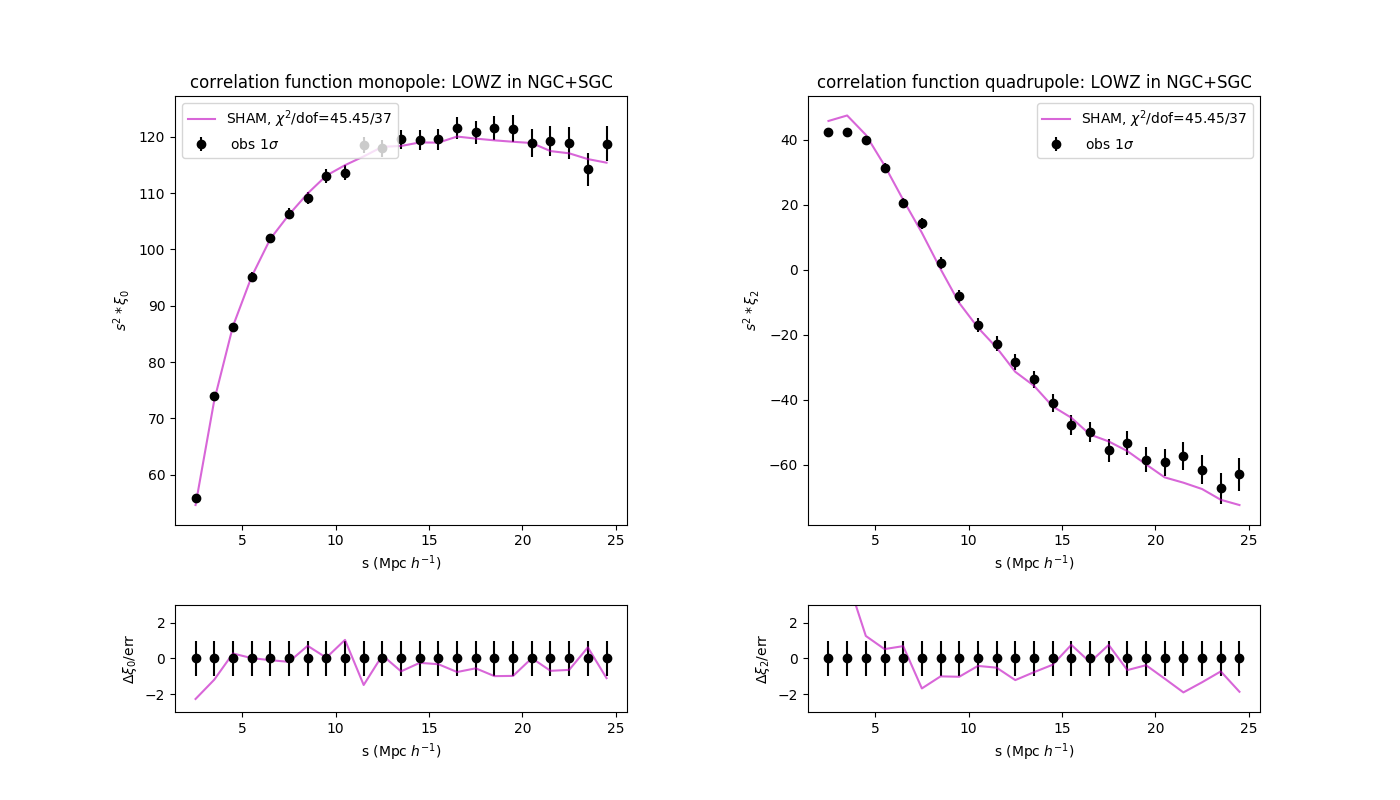 correlation function monopole: LOWZ in NGC+SGC
SHAM, χ²/dof=45.45/37
obs 1σ
s² * ξ₀
120
110
100
90
80
70
60
5 10 15 20 25
s (Mpc h⁻¹)
Δξ₀/err
2
0
−2
5 10 15 20 25
s (Mpc h⁻¹)
correlation function quadrupole: LOWZ in NGC+SGC
SHAM, χ²/dof=45.45/37
obs 1σ
s² * ξ₂
40
20
0
−20
−40
−60
5 10 15 20 25
s (Mpc h⁻¹)
Δξ₂/err
2
0
−2
5 10 15 20 25
s (Mpc h⁻¹)